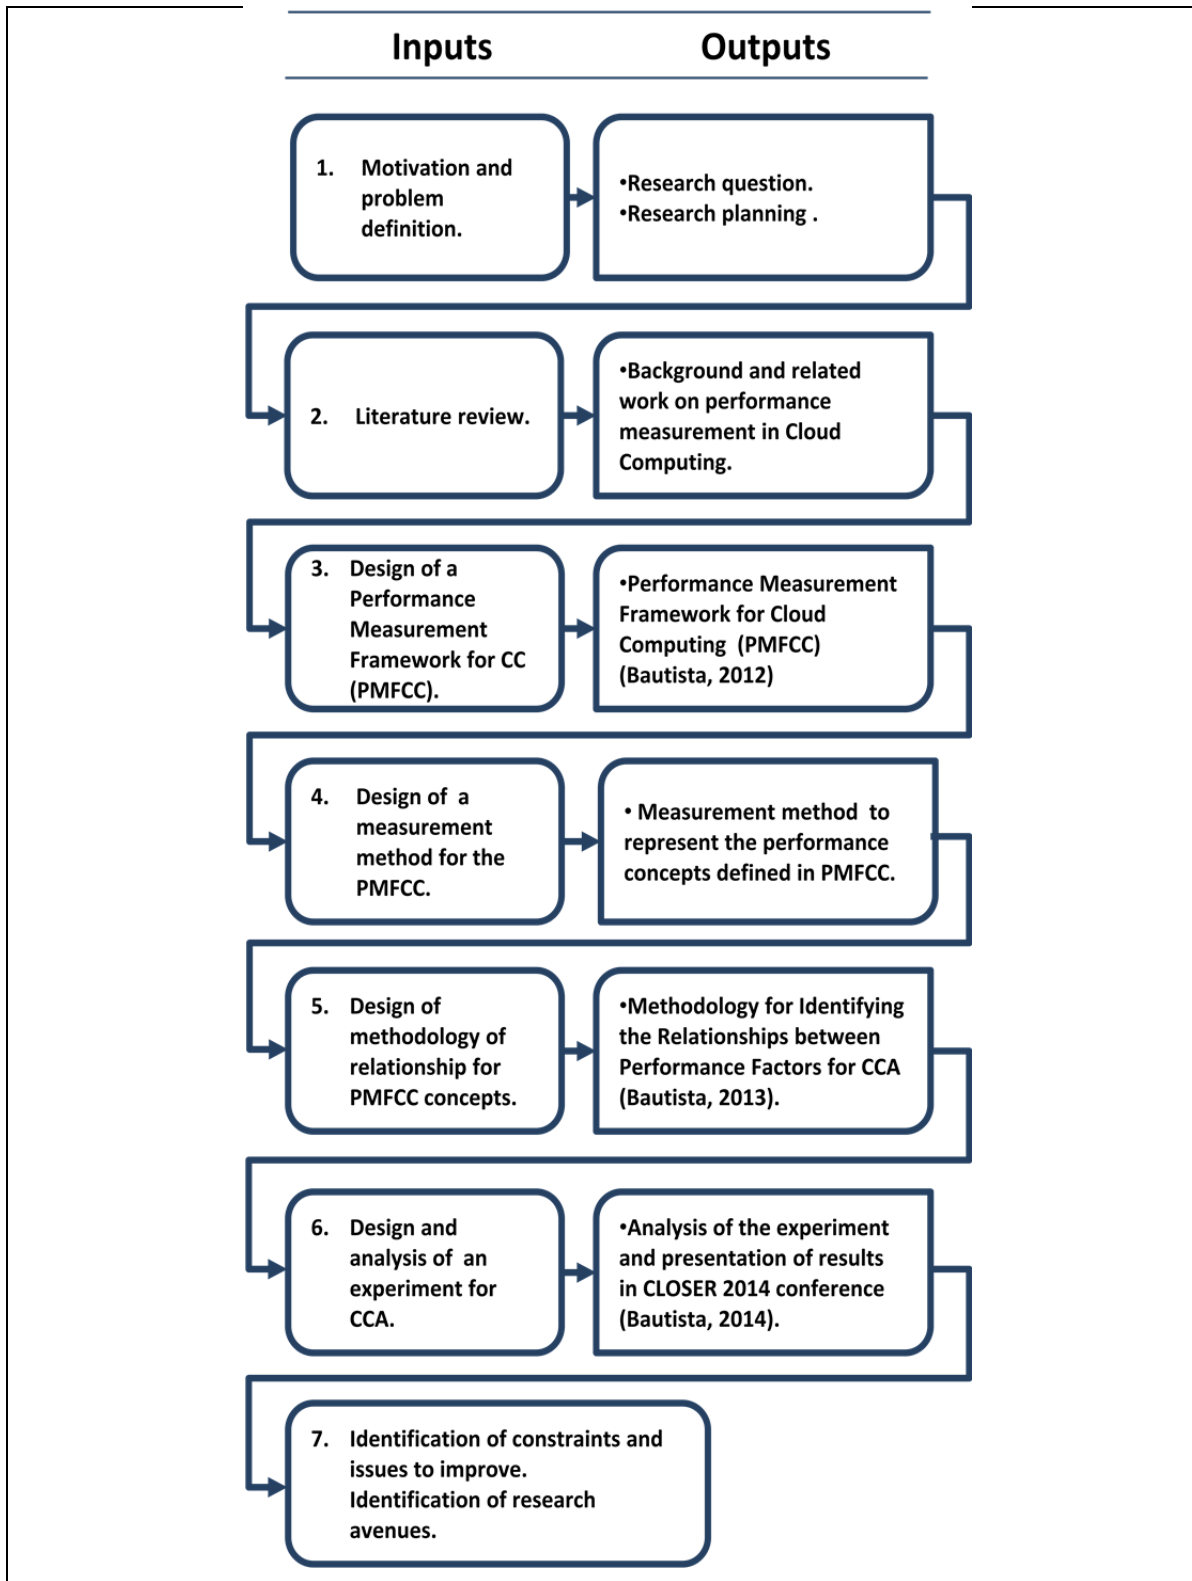 Inputs
Outputs
1. Motivation and
problem
definition.
•Research question.
•Research planning .
2. Literature review.
•Background and related
work on performance
measurement in Cloud
Computing.
3. Design of a
Performance
Measurement
Framework for CC
(PMFCC).
•Performance Measurement
Framework for Cloud
Computing (PMFCC)
(Bautista, 2012)
4. Design of a
measurement
method for the
PMFCC.
• Measurement method to
represent the performance
concepts defined in PMFCC.
5. Design of
methodology of
relationship for
PMFCC concepts.
•Methodology for Identifying
the Relationships between
Performance Factors for CCA
(Bautista, 2013).
6. Design and
analysis of an
experiment for
CCA.
•Analysis of the experiment
and presentation of results
in CLOSER 2014 conference
(Bautista, 2014).
7. Identification of constraints and
issues to improve.
Identification of research
avenues.